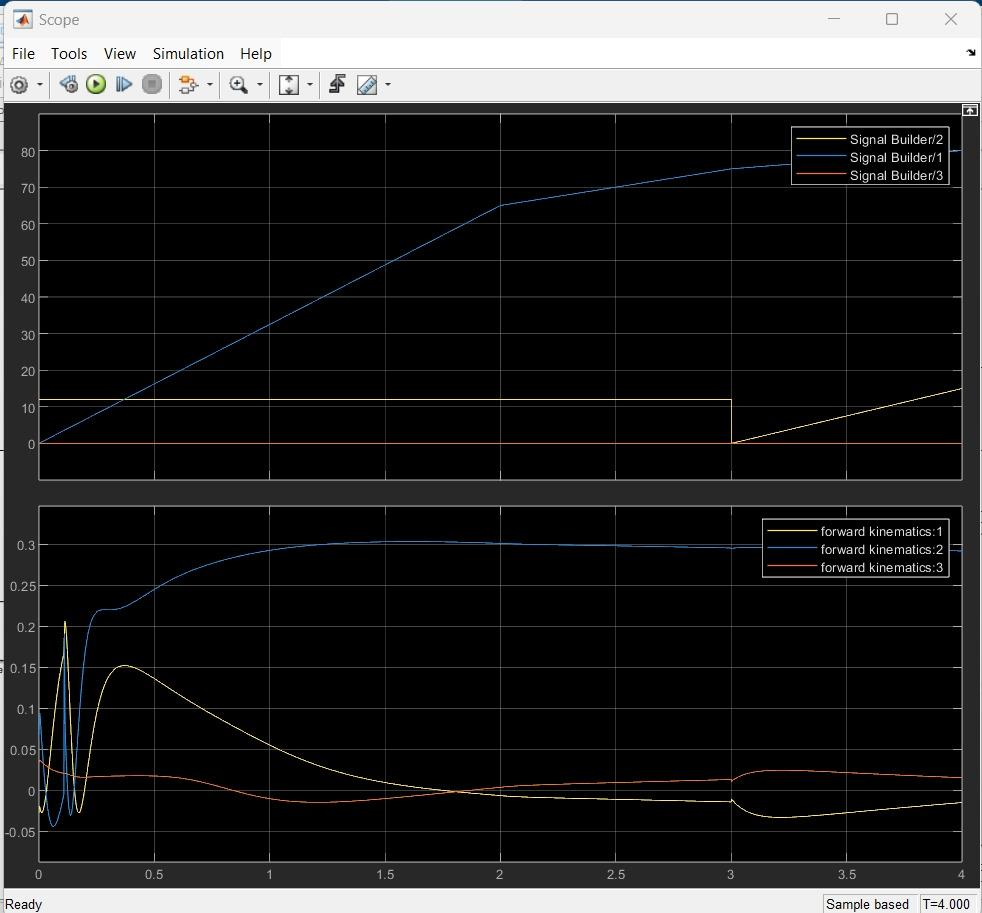 Scope
File Tools View Simulation Help
Signal Builder/2
Signal Builder/1
Signal Builder/3
80
70
60
50
40
30
20
10
0
forward kinematics:1
forward kinematics:2
forward kinematics:3
0.3
0.25
0.2
0.15
0.1
0.05
0
-0.05
0 0.5 1 1.5 2 2.5 3 3.5 4
Ready Sample based T=4.000